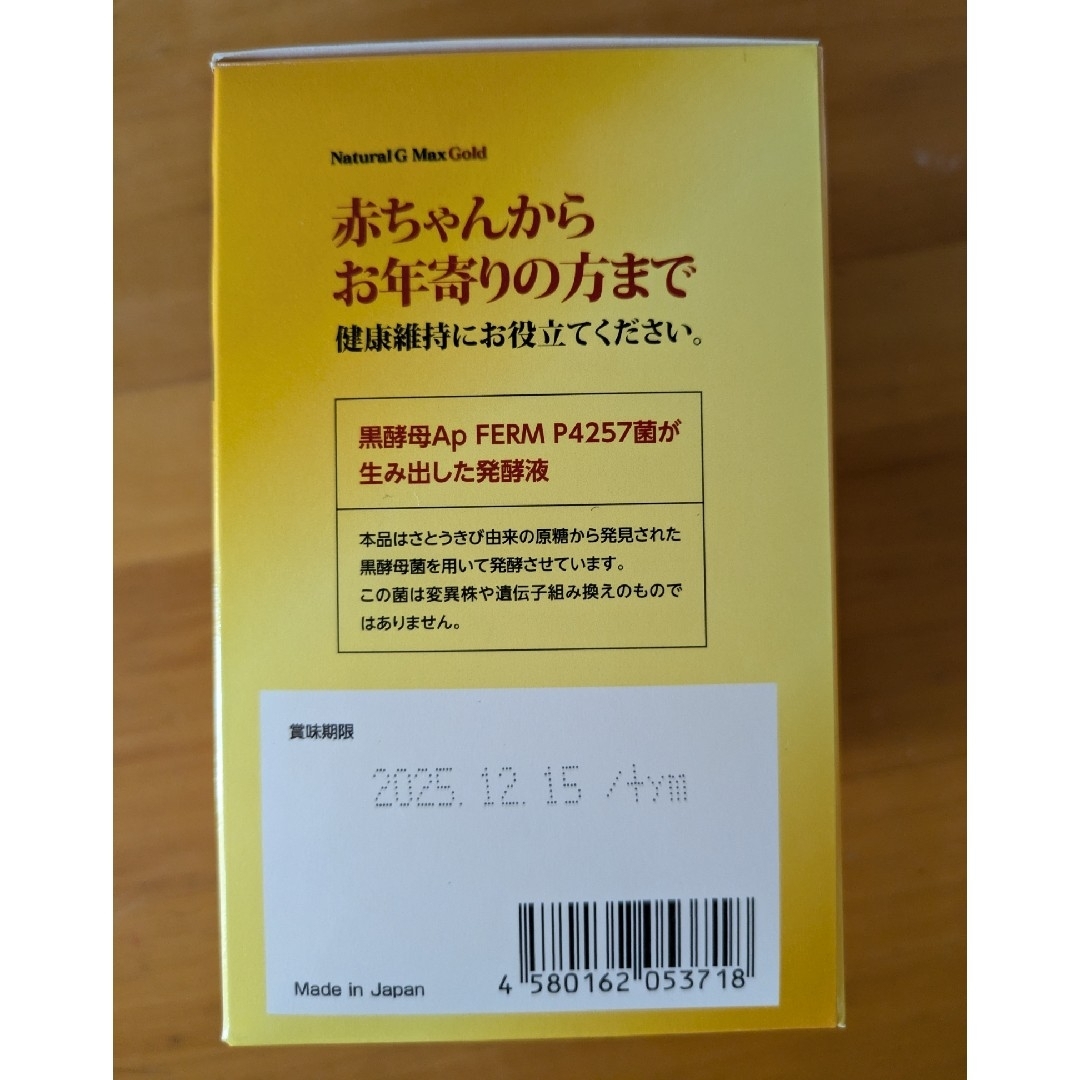 Natural G Max Gold
赤ちゃんから
お年寄りの方まで
健康維持にお役立てください。
黒酵母Ap FERM P4257菌が
生み出した発酵液
本品はさとうきび由来の原糖から発見された
黒酵母菌を用いて発酵させています。
この菌は変異株や遺伝子組み換えのもので
はありません。
賞味期限
2025.12.15 /+ym
Made in Japan
4 580162 053718